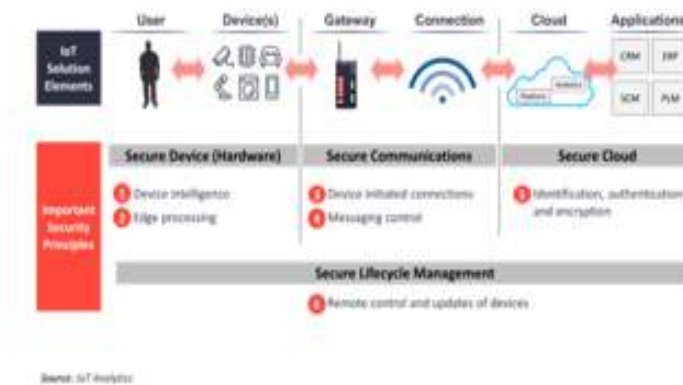 User Device(s) Gateway Connection Cloud Applications
IoT
Solution
Elements
CRM ERP
SCM PLM
Secure Device (Hardware) Secure Communications Secure Cloud
Important
Security
Principles
1 Device intelligence
2 Edge processing
3 Device initiated connections
4 Messaging control
5 Identification, authentication
and encryption
Secure Lifecycle Management
6 Remote control and updates of devices
Source: IoT Analytics